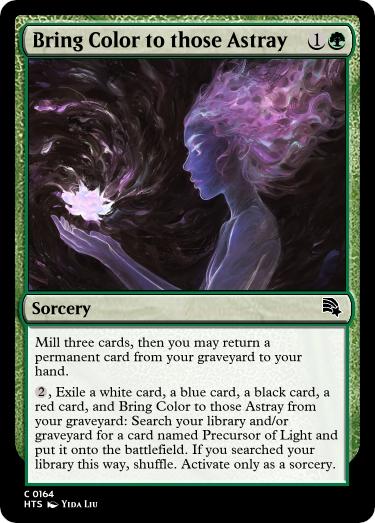 Bring Color to those Astray 1
Sorcery
Mill three cards, then you may return a
permanent card from your graveyard to your
hand.
2, Exile a white card, a blue card, a black card, a
red card, and Bring Color to those Astray from
your graveyard: Search your library and/or
graveyard for a card named Precursor of Light and
put it onto the battlefield. If you searched your
library this way, shuffle. Activate only as a sorcery.
C 0164
HTS Yida Liu